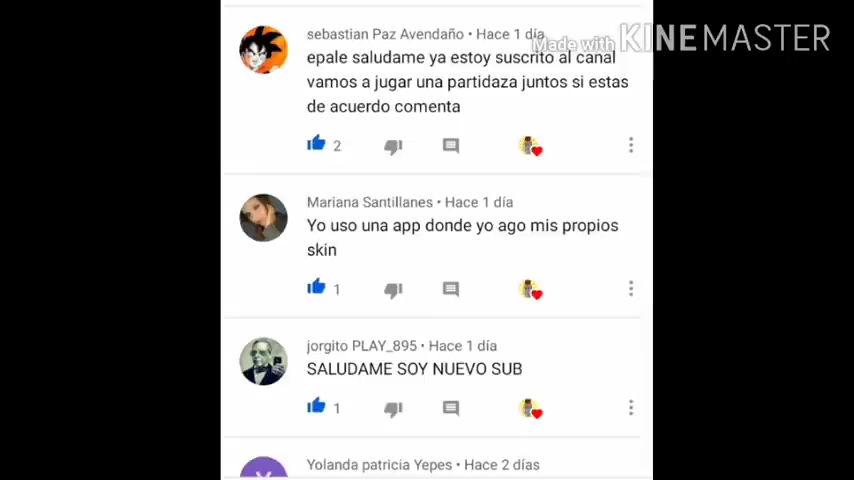 sebastian Paz Avendaño • Hace 1 día
Made with KINEMASTER
epale saludame ya estoy suscrito al canal
vamos a jugar una partidaza juntos si estas
de acuerdo comenta
2
Mariana Santillanes • Hace 1 día
Yo uso una app donde yo ago mis propios
skin
1
jorgito PLAY_895 • Hace 1 día
SALUDAME SOY NUEVO SUB
1
Yolanda patricia Yepes • Hace 2 días
Y